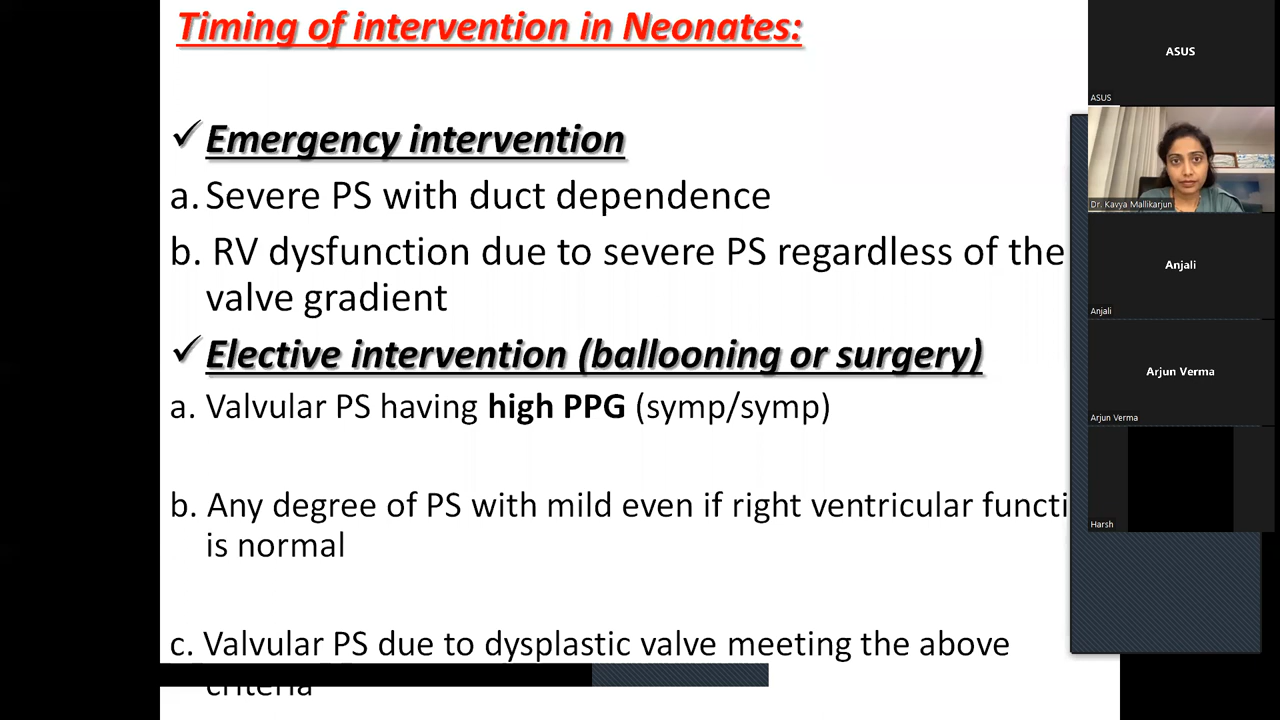 Timing of intervention in Neonates:
✓ Emergency intervention
a. Severe PS with duct dependence
b. RV dysfunction due to severe PS regardless of the
valve gradient
✓ Elective intervention (ballooning or surgery)
a. Valvular PS having high PPG (symp/symp)
b. Any degree of PS with mild even if right ventricular functi
is normal
c. Valvular PS due to dysplastic valve meeting the above
criteria
ASUS
ASUS
Dr. Kavya Mallikarjun
Anjali
Anjali
Arjun Verma
Arjun Verma
Harsh